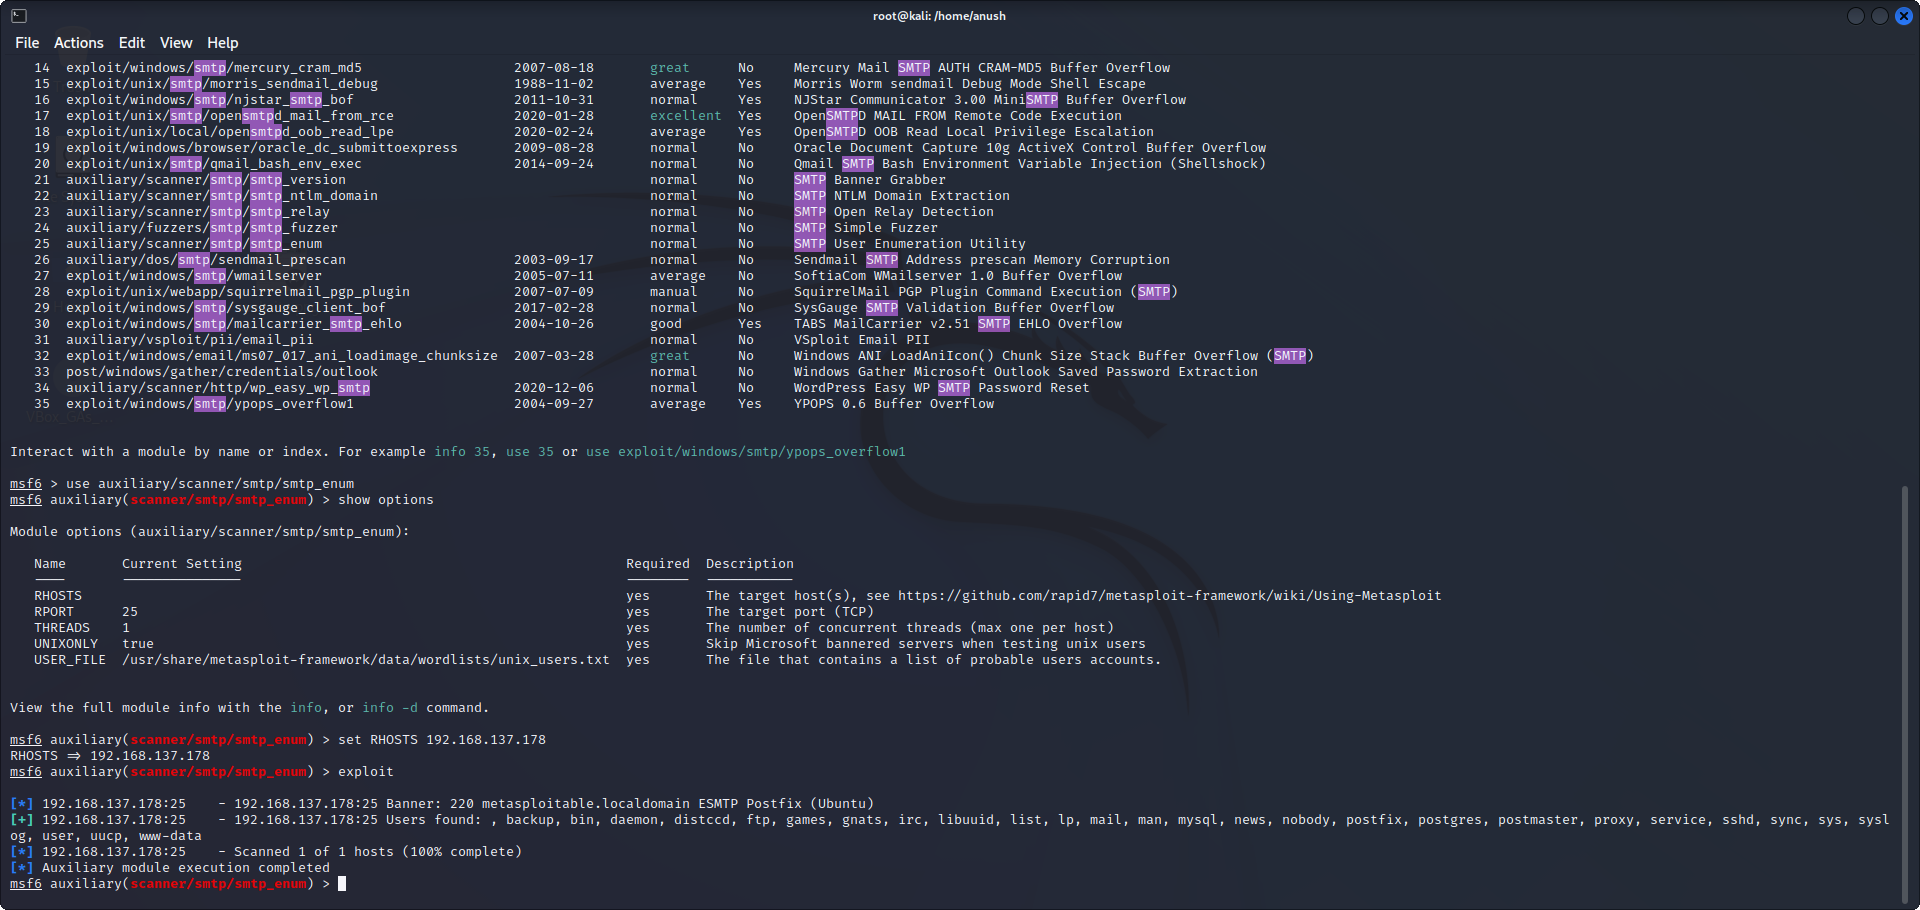 root@kali: /home/anush
File Actions Edit View Help
14 exploit/windows/smtp/mercury_cram_md5 2007-08-18 great No Mercury Mail SMTP AUTH CRAM-MD5 Buffer Overflow
15 exploit/unix/smtp/morris_sendmail_debug 1988-11-02 average Yes Morris Worm sendmail Debug Mode Shell Escape
16 exploit/windows/smtp/njstar_smtp_bof 2011-10-31 normal Yes NJStar Communicator 3.00 MiniSMTP Buffer Overflow
17 exploit/unix/smtp/opensmtpd_mail_from_rce 2020-01-28 excellent Yes OpenSMTPD MAIL FROM Remote Code Execution
18 exploit/unix/local/opensmtpd_oob_read_lpe 2020-02-24 average Yes OpenSMTPD OOB Read Local Privilege Escalation
19 exploit/windows/browser/oracle_dc_submittoexpress 2009-08-28 normal No Oracle Document Capture 10g ActiveX Control Buffer Overflow
20 exploit/unix/smtp/qmail_bash_env_exec 2014-09-24 normal No Qmail SMTP Bash Environment Variable Injection (Shellshock)
21 auxiliary/scanner/smtp/smtp_version normal No SMTP Banner Grabber
22 auxiliary/scanner/smtp/smtp_ntlm_domain normal No SMTP NTLM Domain Extraction
23 auxiliary/scanner/smtp/smtp_relay normal No SMTP Open Relay Detection
24 auxiliary/fuzzers/smtp/smtp_fuzzer normal No SMTP Simple Fuzzer
25 auxiliary/scanner/smtp/smtp_enum normal No SMTP User Enumeration Utility
26 auxiliary/dos/smtp/sendmail_prescan 2003-09-17 normal No Sendmail SMTP Address prescan Memory Corruption
27 exploit/windows/smtp/wmailserver 2005-07-11 average No SoftiaCom WMailserver 1.0 Buffer Overflow
28 exploit/unix/webapp/squirrelmail_pgp_plugin 2007-07-09 manual No SquirrelMail PGP Plugin Command Execution (SMTP)
29 exploit/windows/smtp/sysgauge_client_bof 2017-02-28 normal No SysGauge SMTP Validation Buffer Overflow
30 exploit/windows/smtp/mailcarrier_smtp_ehlo 2004-10-26 good Yes TABS MailCarrier v2.51 SMTP EHLO Overflow
31 auxiliary/vsploit/pii/email_pii normal No VSploit Email PII
32 exploit/windows/email/ms07_017_ani_loadimage_chunksize 2007-03-28 great No Windows ANI LoadAniIcon() Chunk Size Stack Buffer Overflow (SMTP)
33 post/windows/gather/credentials/outlook normal No Windows Gather Microsoft Outlook Saved Password Extraction
34 auxiliary/scanner/http/wp_easy_wp_smtp 2020-12-06 normal No WordPress Easy WP SMTP Password Reset
35 exploit/windows/smtp/ypops_overflow1 2004-09-27 average Yes YPOPS 0.6 Buffer Overflow
Interact with a module by name or index. For example info 35, use 35 or use exploit/windows/smtp/ypops_overflow1
msf6 > use auxiliary/scanner/smtp/smtp_enum
msf6 auxiliary(scanner/smtp/smtp_enum) > show options
Module options (auxiliary/scanner/smtp/smtp_enum):
Name Current Setting Required Description
RHOSTS yes The target host(s), see https://github.com/rapid7/metasploit-framework/wiki/Using-Metasploit
RPORT 25 yes The target port (TCP)
THREADS 1 yes The number of concurrent threads (max one per host)
UNIXONLY true yes Skip Microsoft bannered servers when testing unix users
USER_FILE /usr/share/metasploit-framework/data/wordlists/unix_users.txt yes The file that contains a list of probable users accounts.
View the full module info with the info, or info -d command.
msf6 auxiliary(scanner/smtp/smtp_enum) > set RHOSTS 192.168.137.178
RHOSTS => 192.168.137.178
msf6 auxiliary(scanner/smtp/smtp_enum) > exploit
[*] 192.168.137.178:25 - 192.168.137.178:25 Banner: 220 metasploitable.localdomain ESMTP Postfix (Ubuntu)
[+] 192.168.137.178:25 - 192.168.137.178:25 Users found: , backup, bin, daemon, distccd, ftp, games, gnats, irc, libuuid, list, lp, mail, man, mysql, news, nobody, postfix, postgres, postmaster, proxy, service, sshd, sync, sys, sysl
og, user, uucp, www-data
[*] 192.168.137.178:25 - Scanned 1 of 1 hosts (100% complete)
[*] Auxiliary module execution completed
msf6 auxiliary(scanner/smtp/smtp_enum) >